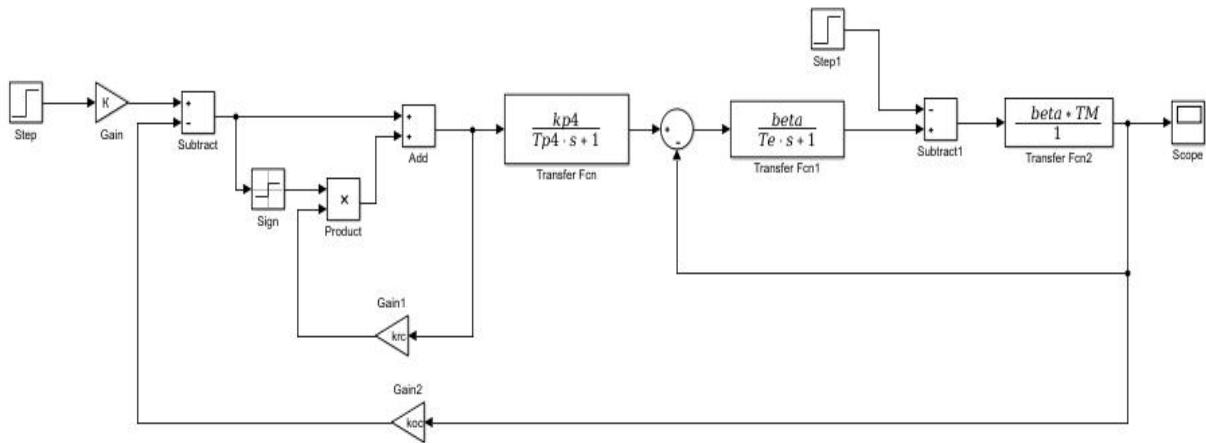 Step
K
Gain
+
-
Subtract
Sign
×
Product
+
+
Add
kp4
Tp4·s+1
Transfer Fcn
+
-
beta
Te·s+1
Transfer Fcn1
Step1
-
+
Subtract1
beta*TM
1
Transfer Fcn2
Scope
Gain1
krc
Gain2